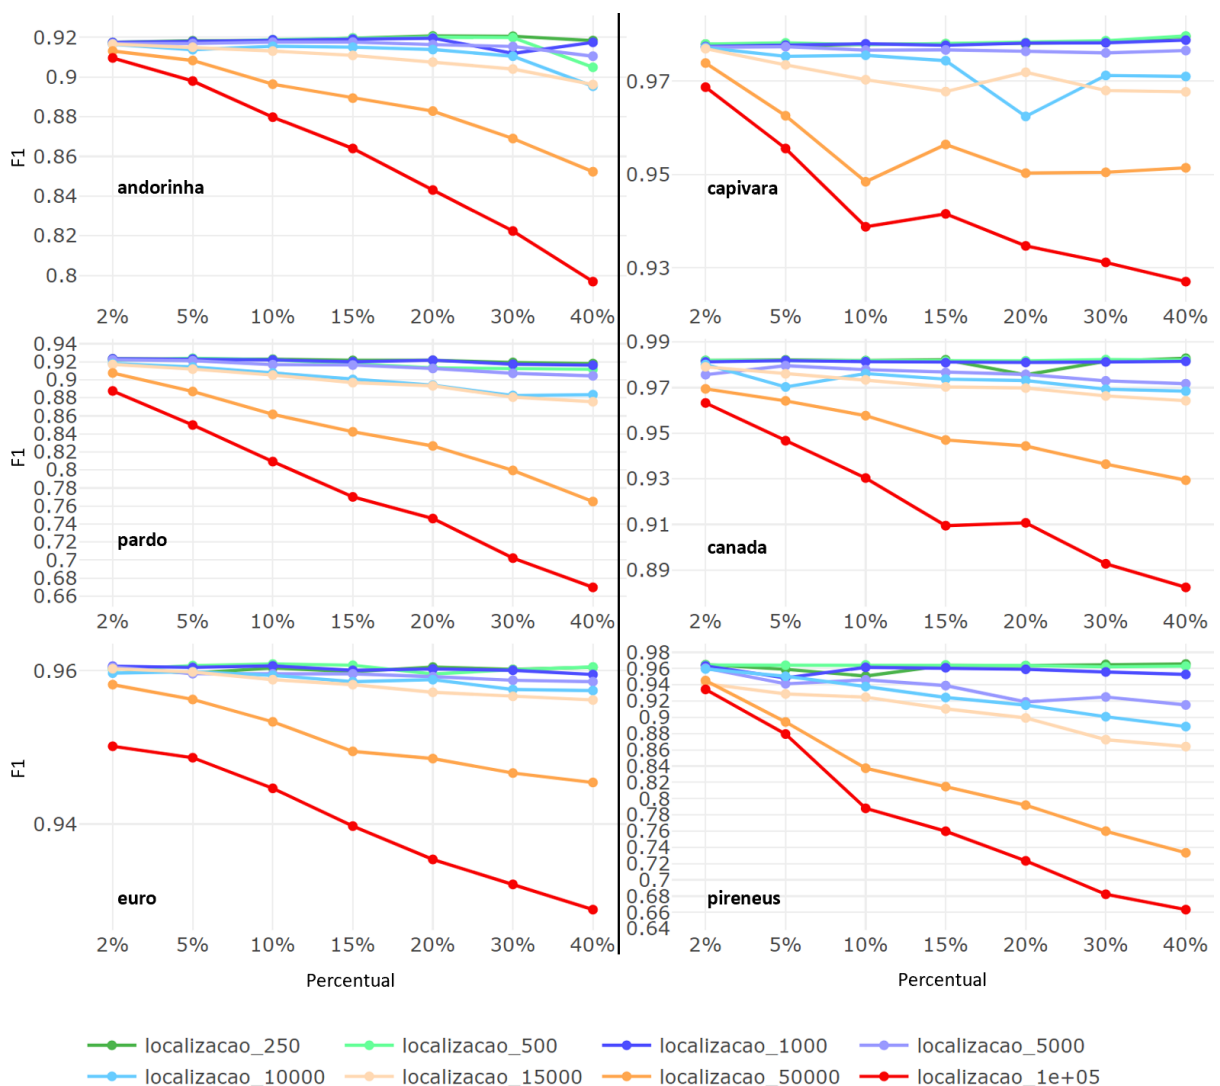 0.92
0.9
0.88
0.86
0.84
0.82
0.8
F1
andorinha
2% 5% 10% 15% 20% 30% 40%
0.97
0.95
0.93
capivara
2% 5% 10% 15% 20% 30% 40%
0.94
0.92
0.9
0.88
0.86
0.84
0.82
0.8
0.78
0.76
0.74
0.72
0.7
0.68
0.66
F1
pardo
2% 5% 10% 15% 20% 30% 40%
0.99
0.97
0.95
0.93
0.91
0.89
canada
2% 5% 10% 15% 20% 30% 40%
0.96
0.94
F1
euro
2% 5% 10% 15% 20% 30% 40%
Percentual
0.98
0.96
0.94
0.92
0.9
0.88
0.86
0.84
0.82
0.8
0.78
0.76
0.74
0.72
0.7
0.68
0.66
0.64
pireneus
2% 5% 10% 15% 20% 30% 40%
Percentual
localizacao_250 localizacao_500 localizacao_1000 localizacao_5000
localizacao_10000 localizacao_15000 localizacao_50000 localizacao_1e+05